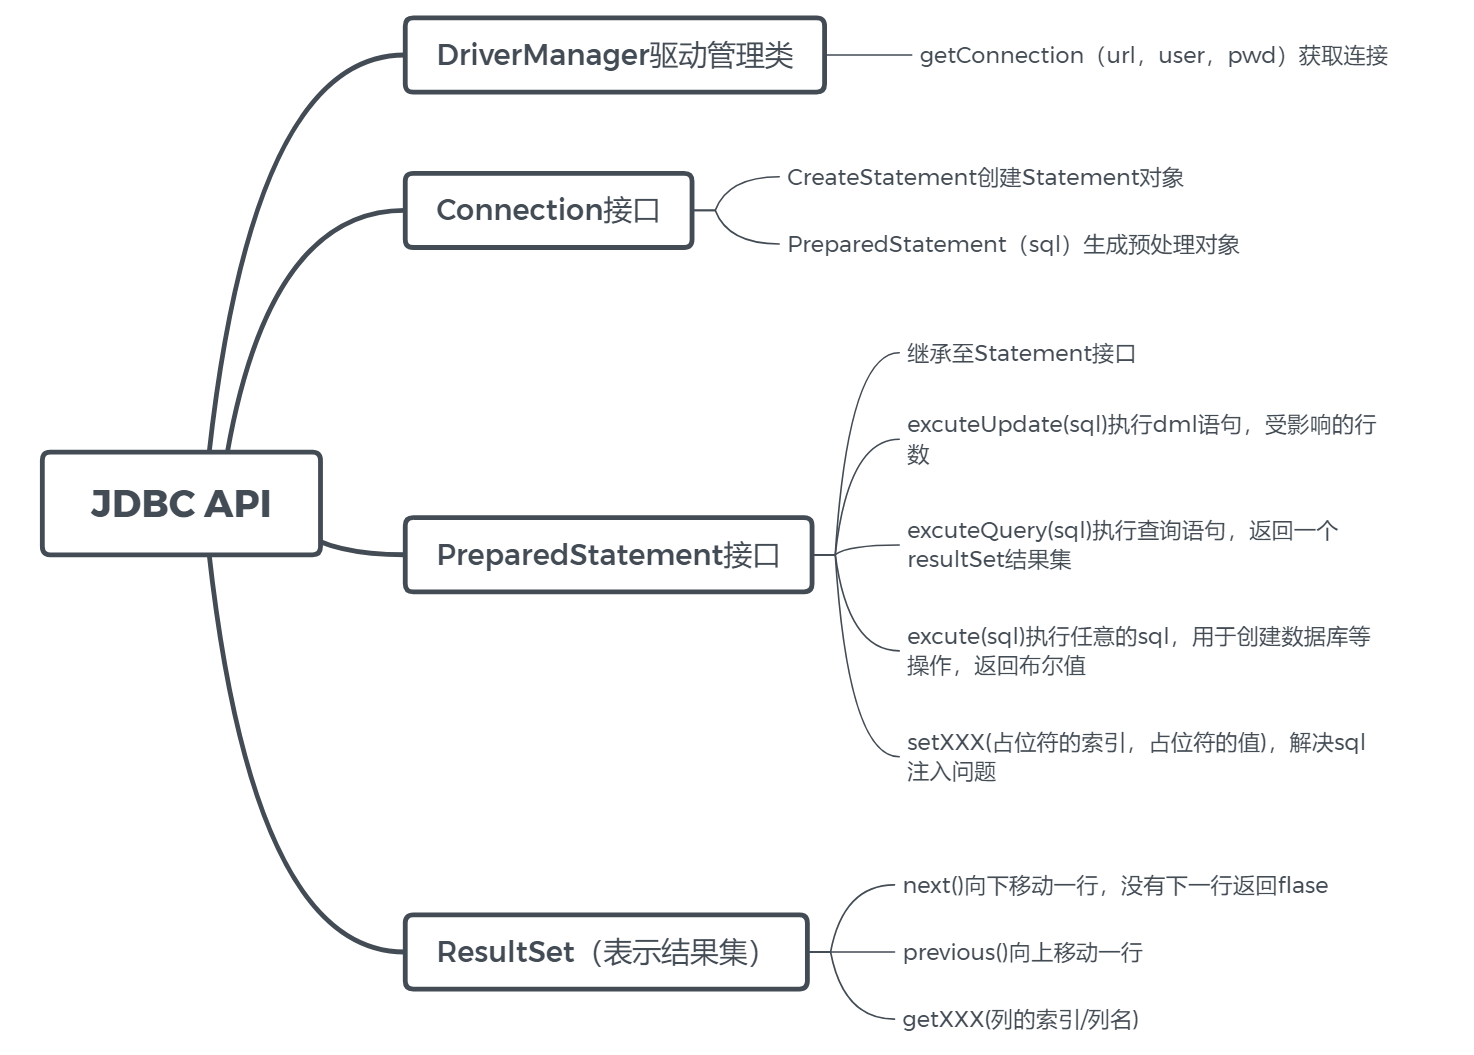 DriverManager驱动管理类
getConnection（url，user，pwd）获取连接
Connection接口
CreateStatement创建Statement对象
PreparedStatement（sql）生成预处理对象
JDBC API
PreparedStatement接口
继承至Statement接口
excuteUpdate(sql)执行dml语句，受影响的行
数
excuteQuery(sql)执行查询语句，返回一个
resultSet结果集
excute(sql)执行任意的sql，用于创建数据库等
操作，返回布尔值
setXXX(占位符的索引，占位符的值)，解决sql
注入问题
ResultSet（表示结果集）
next()向下移动一行，没有下一行返回flase
previous()向上移动一行
getXXX(列的索引/列名)